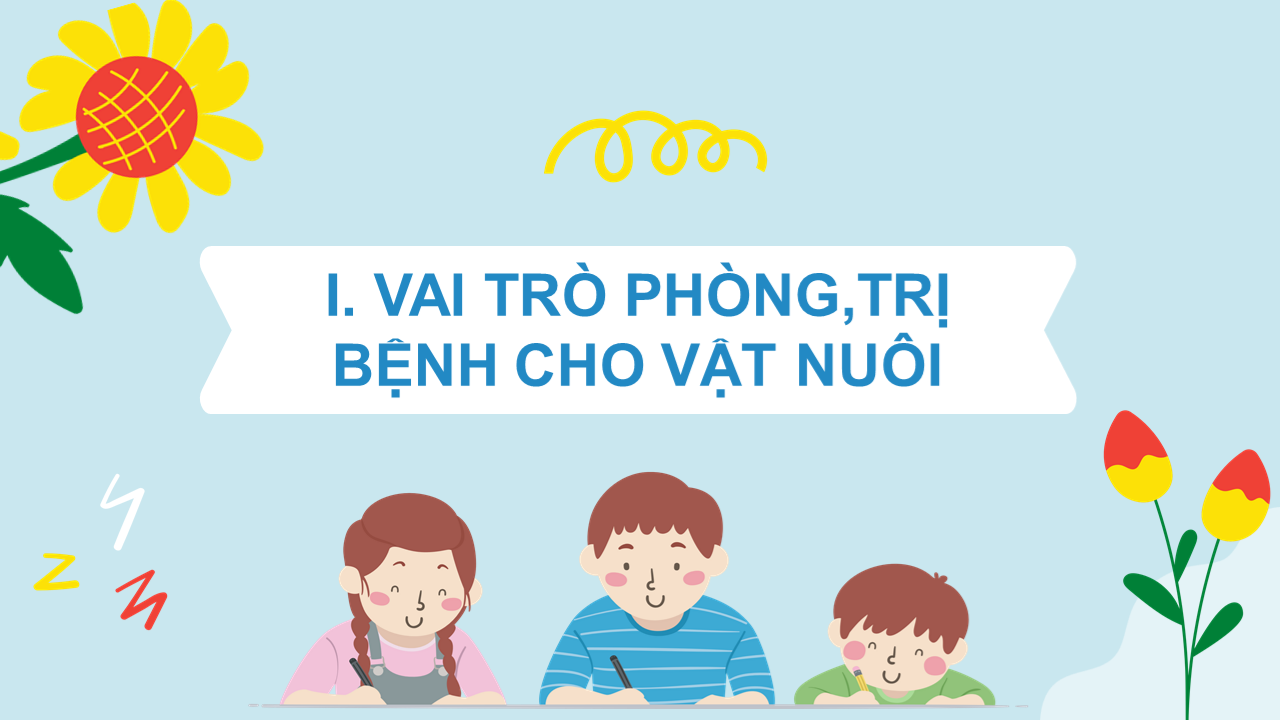 I. VAI TRÒ PHÒNG,TRỊ
BỆNH CHO VẬT NUÔI